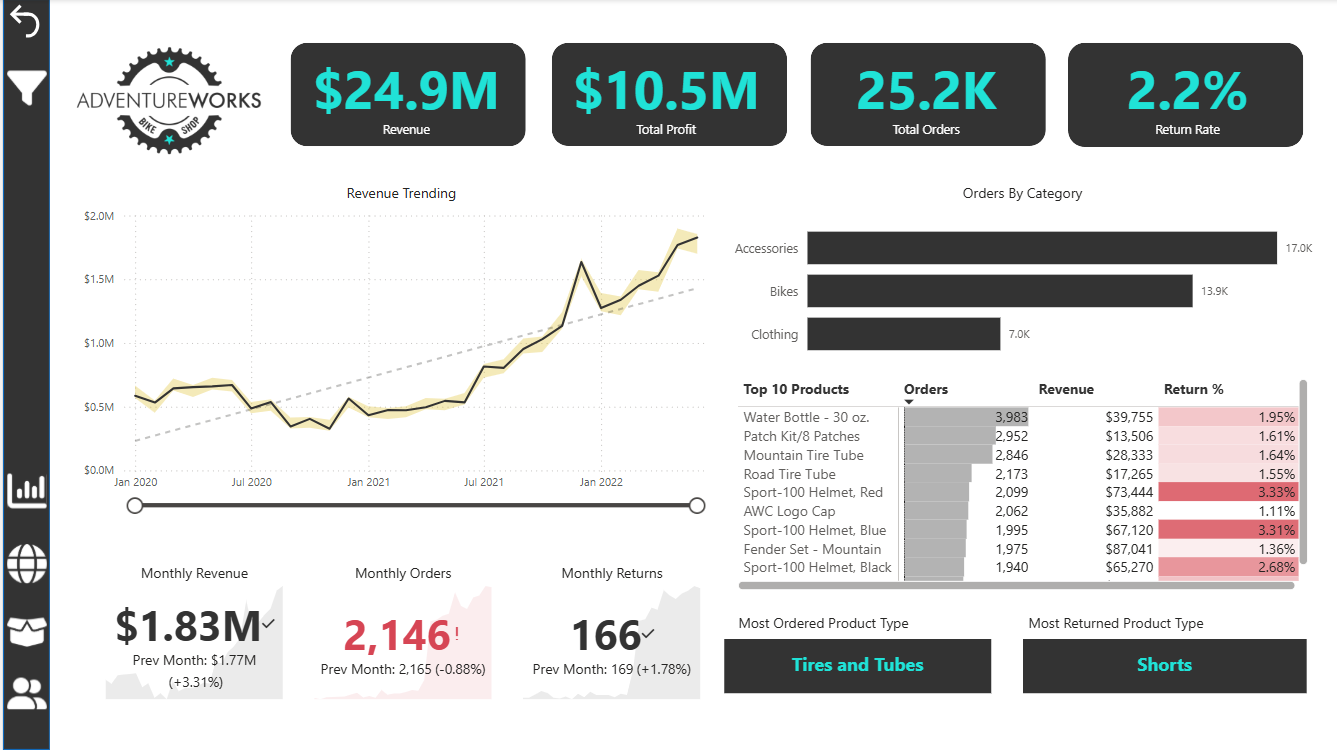 ADVENTUREWORKS
BIKE SHOP
$24.9M
Revenue
$10.5M
Total Profit
25.2K
Total Orders
2.2%
Return Rate
Revenue Trending
$2.0M
$1.5M
$1.0M
$0.5M
$0.0M
Jan 2020 Jul 2020 Jan 2021 Jul 2021 Jan 2022
Orders By Category
Accessories 17.0K
Bikes 13.9K
Clothing 7.0K
Top 10 Products Orders Revenue Return %
Water Bottle - 30 oz. 3,983 $39,755 1.95%
Patch Kit/8 Patches 2,952 $13,506 1.61%
Mountain Tire Tube 2,846 $28,333 1.64%
Road Tire Tube 2,173 $17,265 1.55%
Sport-100 Helmet, Red 2,099 $73,444 3.33%
AWC Logo Cap 2,062 $35,882 1.11%
Sport-100 Helmet, Blue 1,995 $67,120 3.31%
Fender Set - Mountain 1,975 $87,041 1.36%
Sport-100 Helmet, Black 1,940 $65,270 2.68%
Monthly Revenue
$1.83M
Prev Month: $1.77M
(+3.31%)
Monthly Orders
2,146!
Prev Month: 2,165 (-0.88%)
Monthly Returns
166
Prev Month: 169 (+1.78%)
Most Ordered Product Type
Tires and Tubes
Most Returned Product Type
Shorts